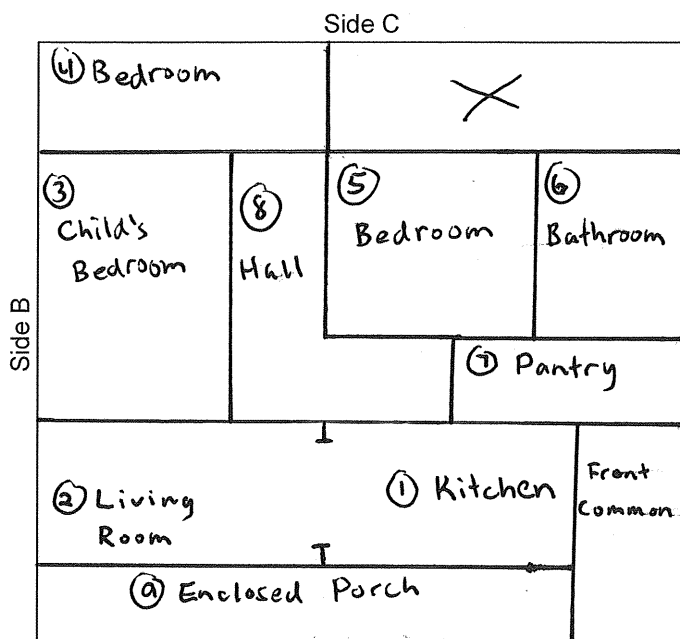 Side C
4 Bedroom
3
Child's
Bedroom
8
Hall
5
Bedroom
6
Bathroom
Side B
7 Pantry
2 Living
Room
1 Kitchen
Front
Common
9 Enclosed Porch